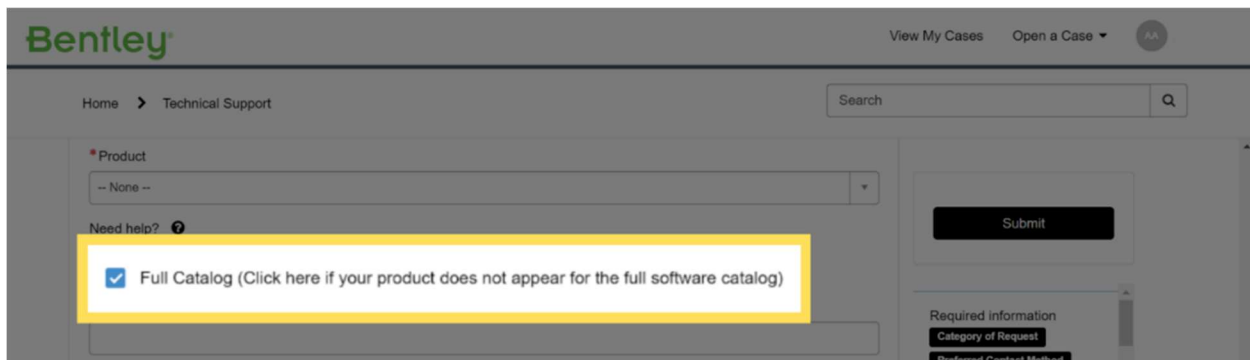 Bentley
View My Cases
Open a Case
AA
Home
Technical Support
Search
*Product
-- None --
Need help?
Submit
Full Catalog (Click here if your product does not appear for the full software catalog)
Required information
Category of Request
Preferred Contact Method